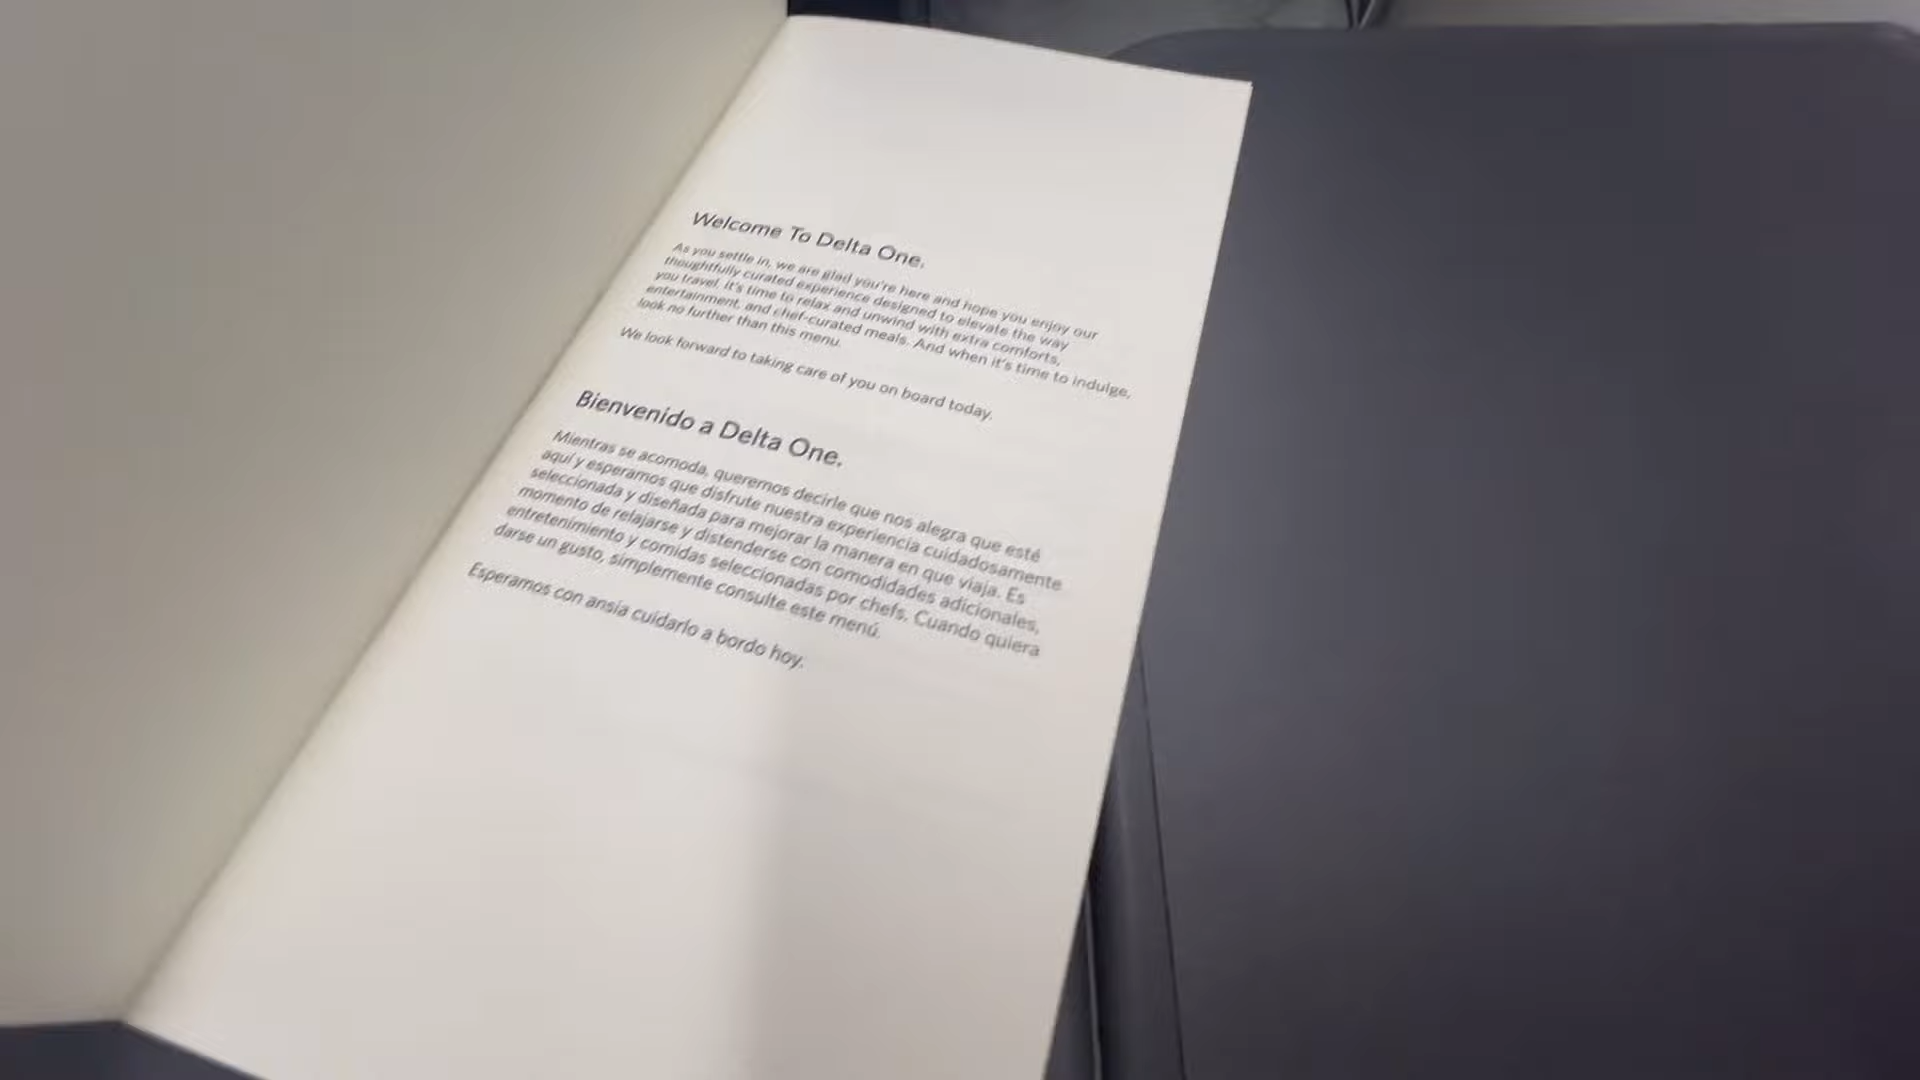 Welcome To Delta One.
As you settle in, we are glad you're here and hope you enjoy our
thoughtfully curated experience designed to elevate the way
you travel. It's time to relax and unwind with extra comforts,
entertainment, and chef-curated meals. And when it's time to indulge,
look no further than this menu.
We look forward to taking care of you on board today.
Bienvenido a Delta One.
Mientras se acomoda, queremos decirle que nos alegra que esté
aquí y esperamos que disfrute nuestra experiencia cuidadosamente
seleccionada y diseñada para mejorar la manera en que viaja. Es
momento de relajarse y distenderse con comodidades adicionales,
entretenimiento y comidas seleccionadas por chefs. Cuando quiera
darse un gusto, simplemente consulte este menú.
Esperamos con ansia cuidarlo a bordo hoy.